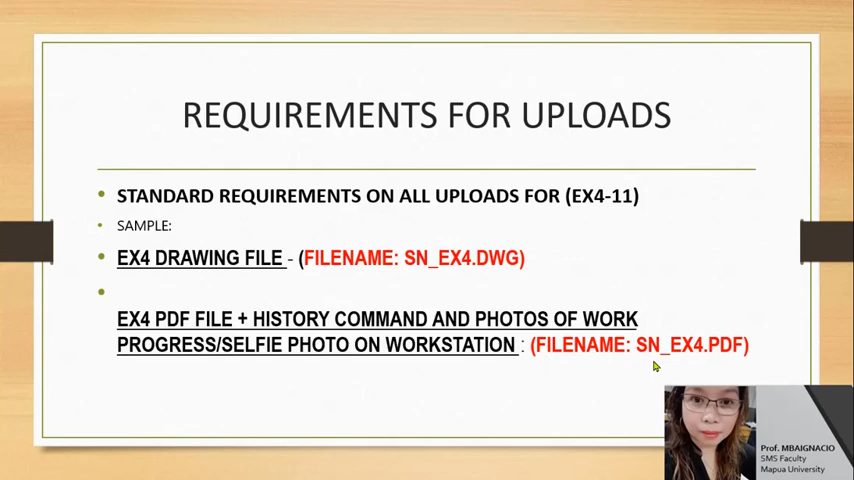 REQUIREMENTS FOR UPLOADS
STANDARD REQUIREMENTS ON ALL UPLOADS FOR (EX4-11)
SAMPLE:
EX4 DRAWING FILE - (FILENAME: SN_EX4.DWG)
EX4 PDF FILE + HISTORY COMMAND AND PHOTOS OF WORK
PROGRESS/SELFIE PHOTO ON WORKSTATION : (FILENAME: SN_EX4.PDF)
Prof. MBAIGNACIO
SMS Faculty
Mapua University